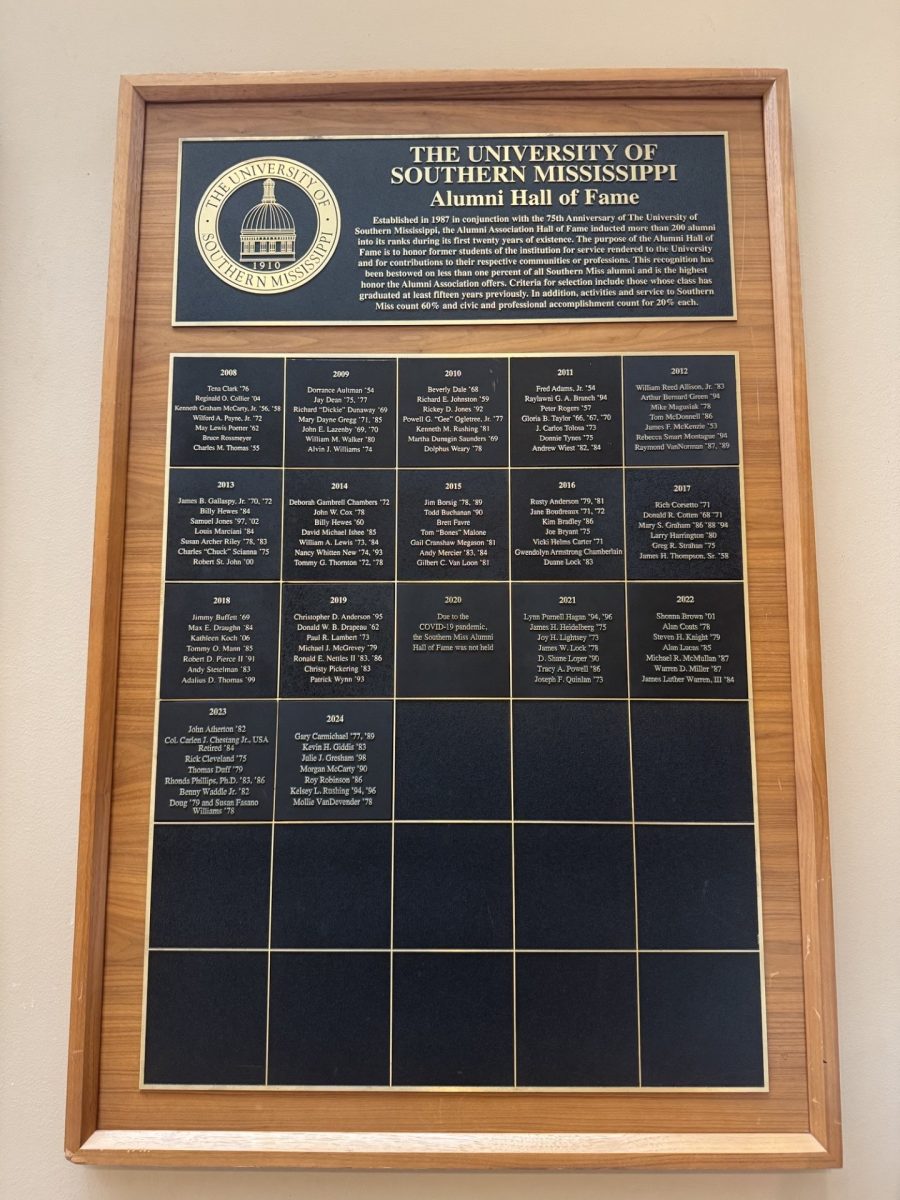 THE UNIVERSITY OF
SOUTHERN MISSISSIPPI
1910
THE UNIVERSITY OF
SOUTHERN MISSISSIPPI
Alumni Hall of Fame
Established in 1987 in conjunction with the 75th Anniversary of The University of
Southern Mississippi, the Alumni Association Hall of Fame inducted more than 200 alumni
into its ranks during its first twenty years of existence. The purpose of the Alumni Hall of
Fame is to honor former students of the institution for service rendered to the University
and for contributions to their respective communities or professions. This recognition has
been bestowed on less than one percent of all Southern Miss alumni and is the highest
honor the Alumni Association offers. Criteria for selection include those whose class has
graduated at least fifteen years previously. In addition, activities and service to Southern
Miss count 60% and civic and professional accomplishment count for 20% each.
2008
Tena Clark '76
Reginald O. Collier '04
Kenneth Graham McCarty, Jr. '56, '58
Wilford A. Payne, Jr. '72
May Lewis Poeter '62
Bruce Rossmeyer
Charles M. Thomas '55
2009
Dorrance Aultman '54
Jay Dean '75, '77
Richard "Dickie" Dunaway '69
Mary Dayne Gregg '71, '85
John E. Lazenby '69, '70
William M. Walker '80
Alvin J. Williams '74
2010
Beverly Dale '68
Richard E. Johnston '59
Rickey D. Jones '92
Powell G. "Gee" Ogletree, Jr. '77
Kenneth M. Rushing '81
Martha Dunagin Saunders '69
Dolphus Weary '78
2011
Fred Adams, Jr. '54
Raylawni G. A. Branch '94
Peter Rogers '57
Gloria B. Taylor '66, '67, '70
J. Carlos Tolosa '73
Donnie Tynes '75
Andrew Wiest '82, '84
2012
William Reed Allison, Jr. '83
Arthur Bernard Green '94
Mike Magusiak '78
Tom McDonnell '86
James F. McKenzie '53
Rebecca Smart Montague '94
Raymond VanNorman '87, '89
2013
James B. Gallaspy, Jr. '70, '72
Billy Hewes '84
Samuel Jones '97, '02
Louis Marciani '84
Susan Archer Riley '78, '83
Charles "Chuck" Scianna '75
Robert St. John '00
2014
Deborah Gambrell Chambers '72
John W. Cox '78
Billy Hewes '60
David Michael Ishee '85
William A. Lewis '73, '84
Nancy Whitten New '74, '93
Tommy G. Thornton '72, '78
2015
Jim Borsig '78, '89
Todd Buchanan '90
Brett Favre
Tom "Bones" Malone
Gail Cranshaw Megason '81
Andy Mercier '83, '84
Gilbert C. Van Loon '81
2016
Rusty Anderson '79, '81
Jane Boudreaux '71, '72
Kim Bradley '86
Joe Bryant '75
Vicki Helms Carter '71
Gwendolyn Armstrong Chamberlain
Duane Lock '83
2017
Rich Corsetto '71
Donald R. Cotten '68 '71
Mary S. Graham '86 '88 '94
Larry Harrington '80
Greg R. Strahan '75
James H. Thompson, Sr. '58
2018
Jimmy Buffett '69
Max E. Draughn '84
Kathleen Koch '06
Tommy O. Mann '85
Robert D. Pierce II '91
Andy Stetelman '83
Adalius D. Thomas '99
2019
Christopher D. Anderson '95
Donald W. B. Drapeau '62
Paul R. Lambert '73
Michael J. McGrevey '79
Ronald E. Nettles II '83, '86
Christy Pickering '83
Patrick Wynn '93
2020
Due to the
COVID-19 pandemic,
the Southern Miss Alumni
Hall of Fame was not held
2021
Lynn Purnell Hagan '94, '96
James H. Heidelberg '75
Joy H. Lightsey '73
James W. Lock '78
D. Shane Loper '90
Tracy A. Powell '86
Joseph F. Quinlan '73
2022
Shonna Brown '01
Alan Coats '78
Steven H. Knight '79
Alan Lucas '85
Michael R. McMullan '87
Warren D. Miller '87
James Luther Warren, III '84
2023
John Atherton '82
Col. Carlen J. Chestang Jr., USA
Retired '84
Rick Cleveland '75
Thomas Duff '79
Rhonda Phillips, Ph.D. '83, '86
Benny Waddle Jr. '82
Doug '79 and Susan Fasano
Williams '78
2024
Gary Carmichael '77, '89
Kevin H. Giddis '83
Julie J. Gresham '98
Morgan McCarty '90
Roy Robinson '86
Kelsey L. Rushing '94, '96
Mollie VanDevender '78